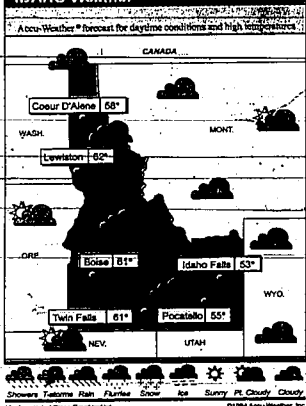 Accu-Weather® forecast for daytime conditions and high temperatures
CANADA
Coeur D'Alene 58°
WASH.
MONT.
Lewiston 62°
Boise 61°
Idaho Falls 53°
ORE.
WYO.
Twin Falls 61°
Pocatello 55°
NEV.
UTAH
Showers T-storms Rain Flurries Snow Ice Sunny Pt. Cloudy Cloudy